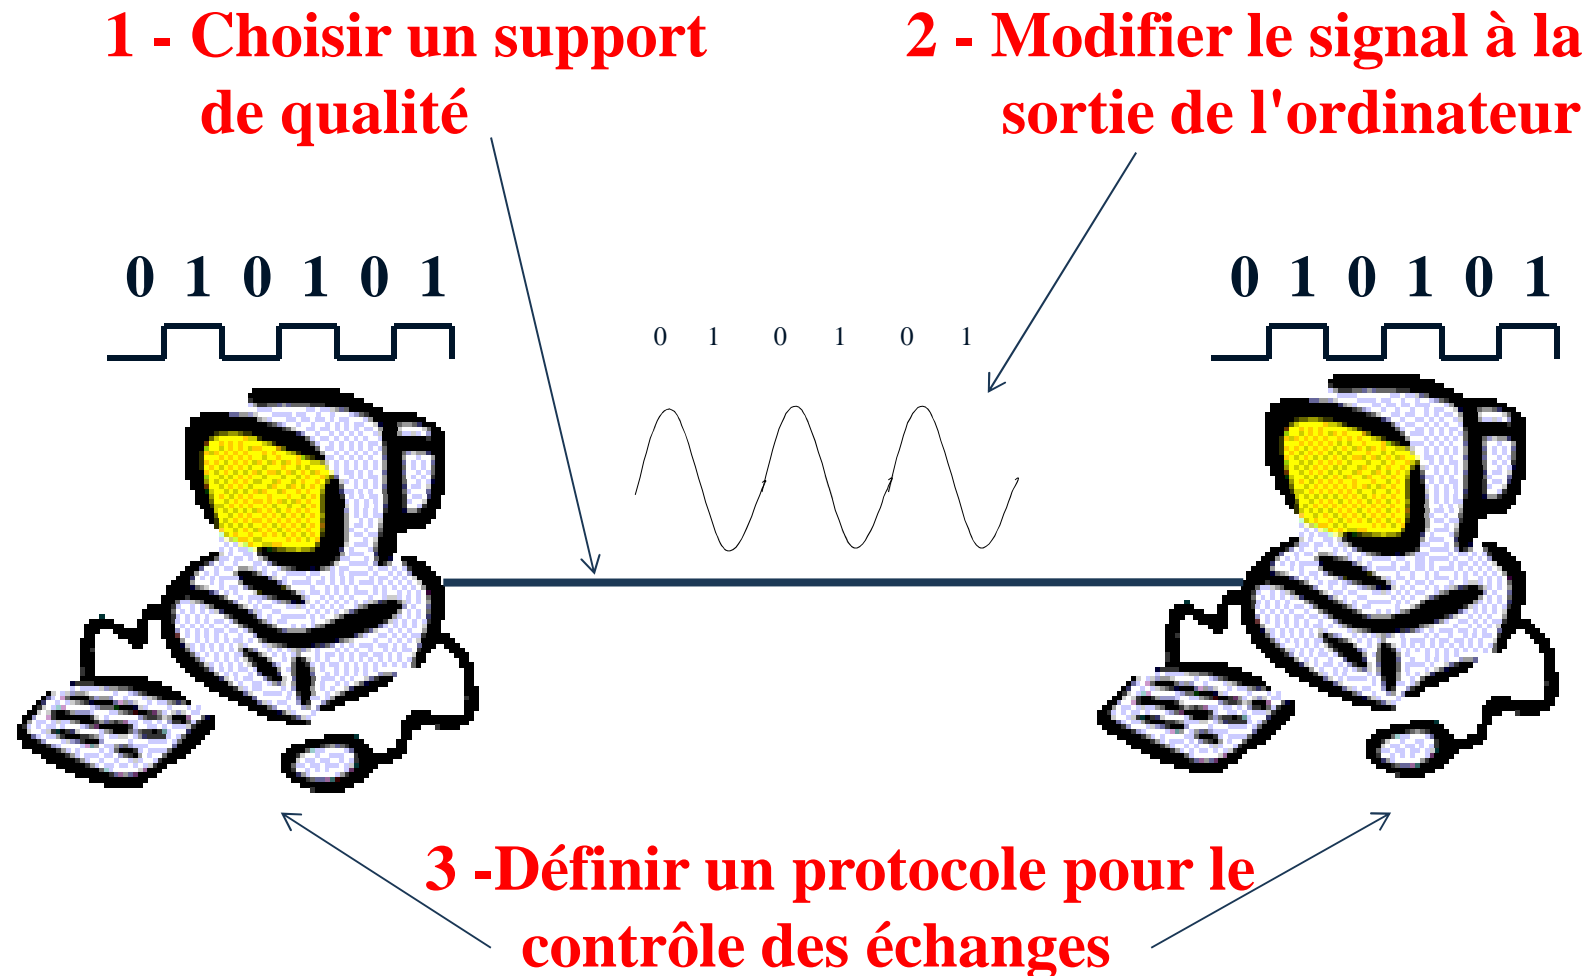 1 - Choisir un support
de qualité
2 - Modifier le signal à la
sortie de l'ordinateur
0 1 0 1 0 1
0 1 0 1 0 1
0 1 0 1 0 1
3 -Définir un protocole pour le
contrôle des échanges